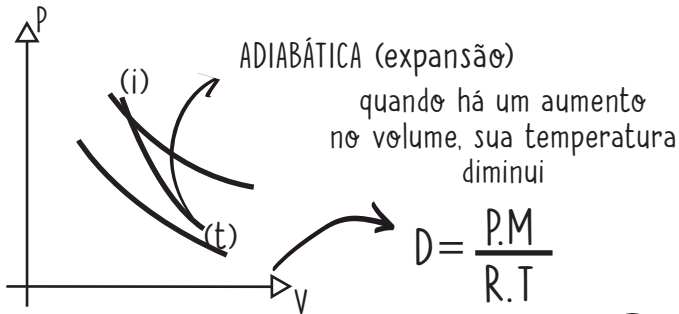 P
ADIABÁTICA (expansão)
(i)
quando há um aumento
no volume, sua temperatura
diminui
(t)
D = P.M
R.T
V